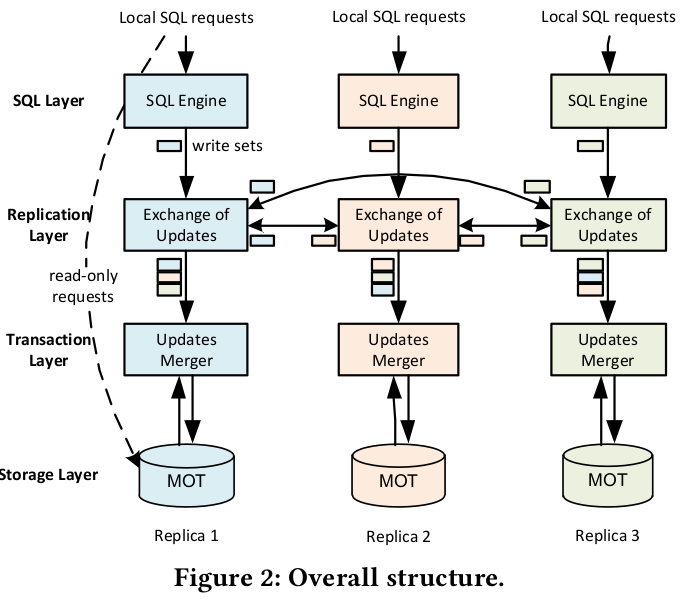 Local SQL requests
Local SQL requests
Local SQL requests
SQL Layer
SQL Engine
SQL Engine
SQL Engine
write sets
Replication
Layer
Exchange of
Updates
Exchange of
Updates
Exchange of
Updates
read-only
requests
Transaction
Layer
Updates
Merger
Updates
Merger
Updates
Merger
Storage Layer
MOT
MOT
MOT
Replica 1
Replica 2
Replica 3
Figure 2: Overall structure.